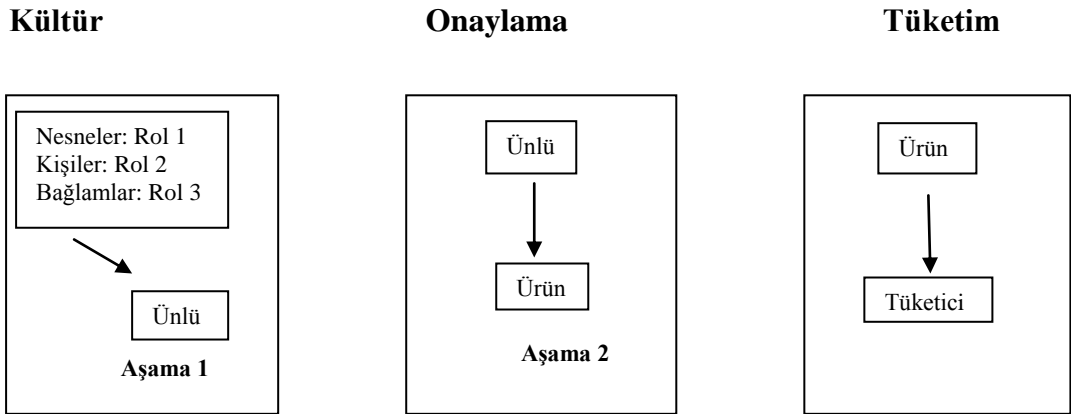 Kültür
Onaylama
Tüketim
Nesneler: Rol 1
Kişiler: Rol 2
Bağlamlar: Rol 3
Ünlü
Aşama 1
Ünlü
Ürün
Aşama 2
Ürün
Tüketici